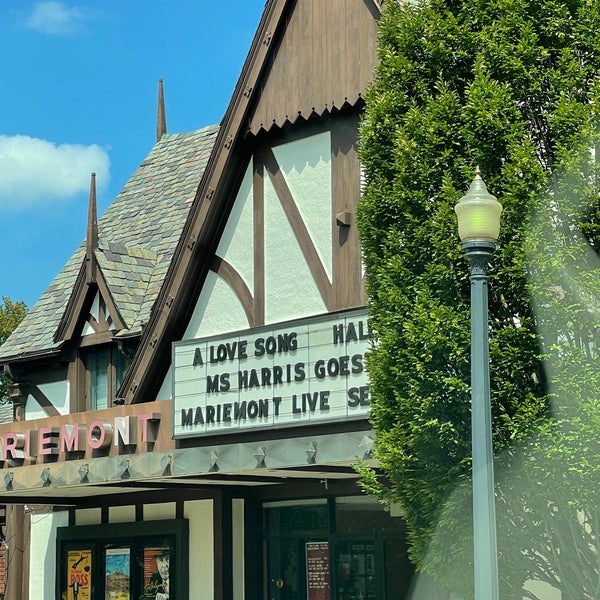 A LOVE SONG HAL
MS HARRIS GOES
MARIEMONT LIVE SE
RIEMONT